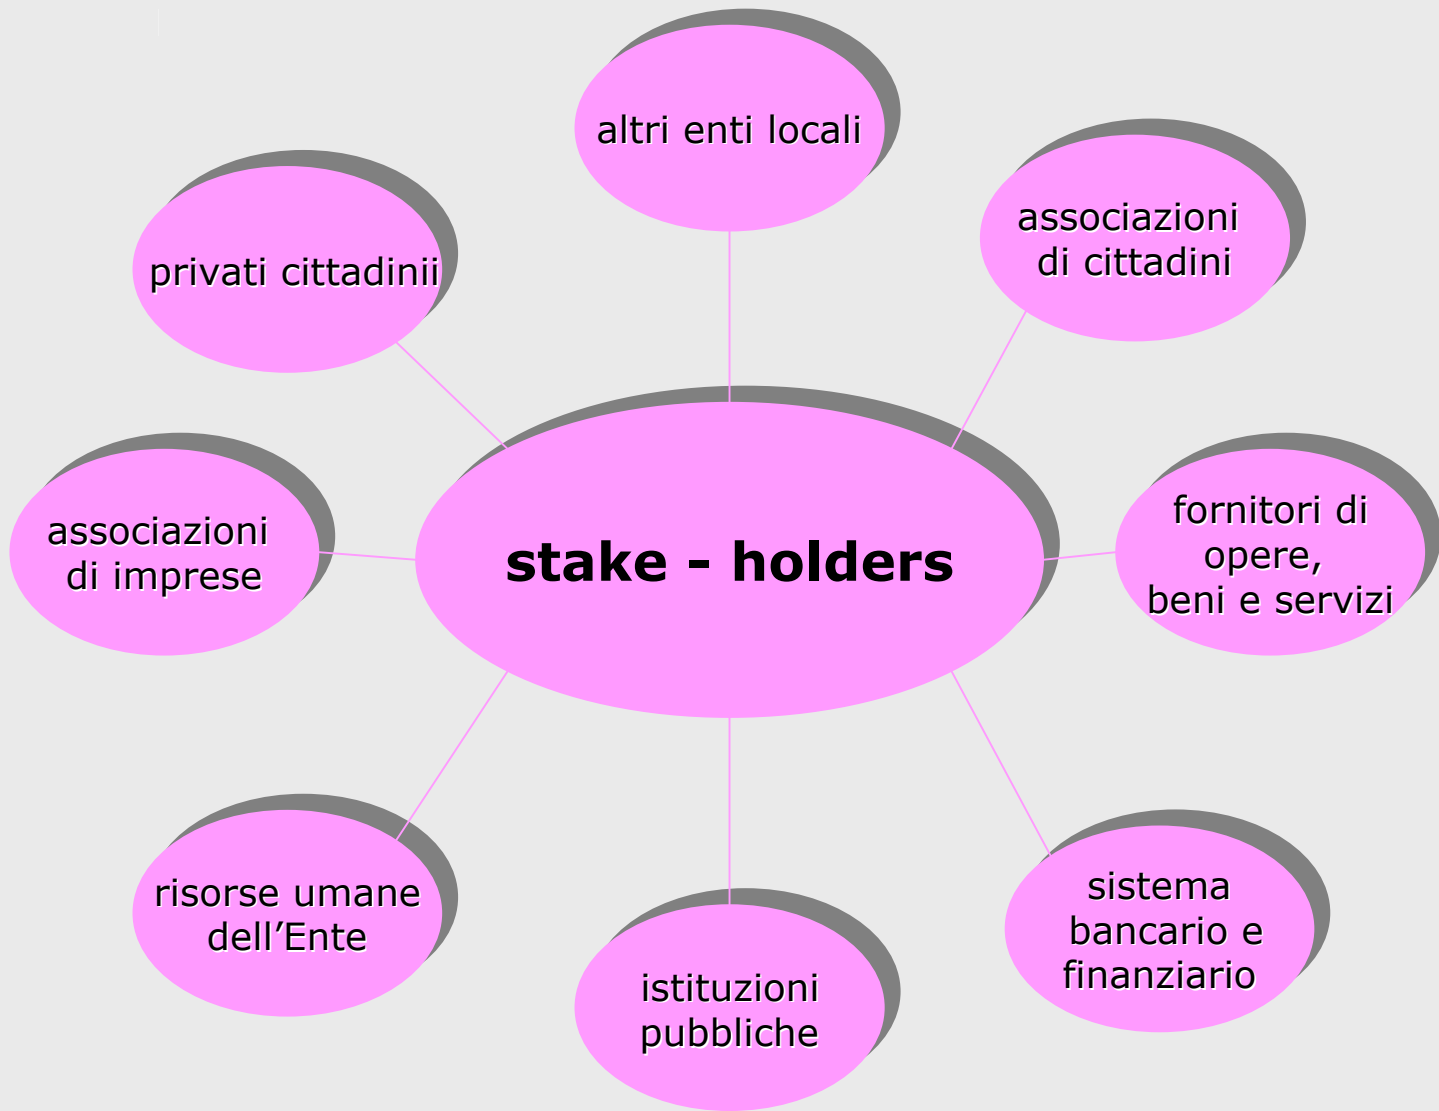 altri enti locali
associazioni
di cittadini
privati cittadinii
fornitori di
opere,
beni e servizi
associazioni
di imprese
stake - holders
risorse umane
dell’Ente
sistema
bancario e
finanziario
istituzioni
pubbliche